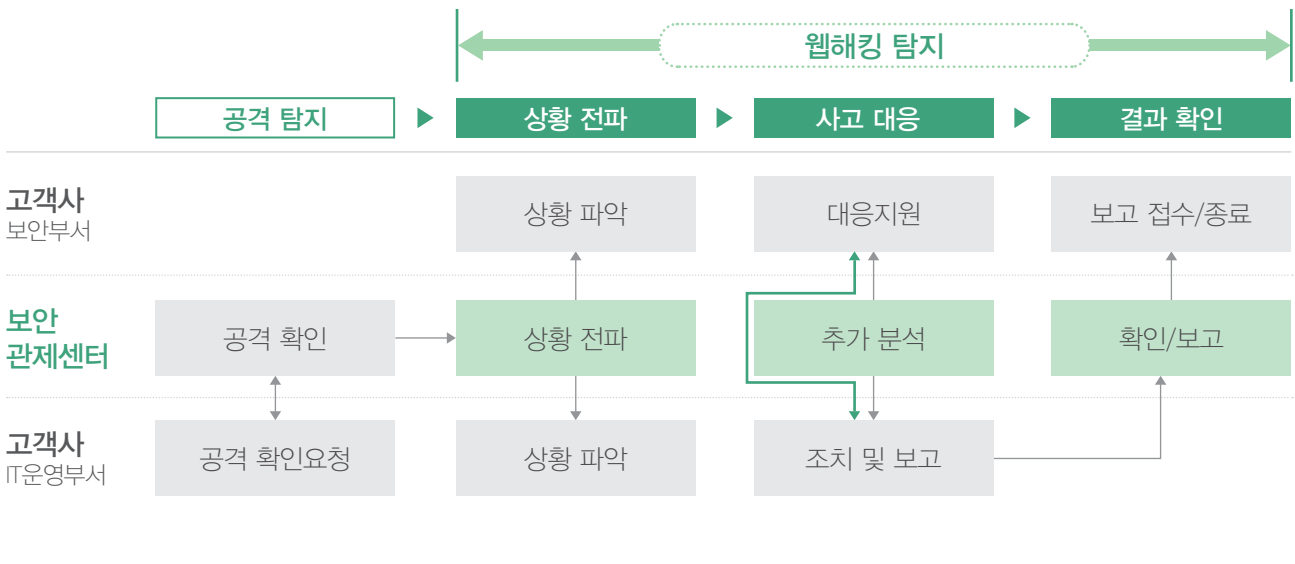 웹해킹 탐지
공격 탐지
상황 전파
사고 대응
결과 확인
고객사
보안부서
상황 파악
대응지원
보고 접수/종료
보안
관제센터
공격 확인
상황 전파
추가 분석
확인/보고
고객사
IT운영부서
공격 확인요청
상황 파악
조치 및 보고